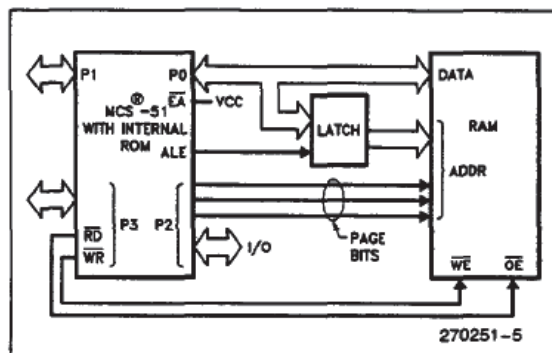 P1
P0
DATA
EA
VCC
MCS®-51
WITH INTERNAL
ROM
LATCH
RAM
ALE
ADDR
P3
P2
RD
WR
I/O
PAGE
BITS
WE
OE
270251-5